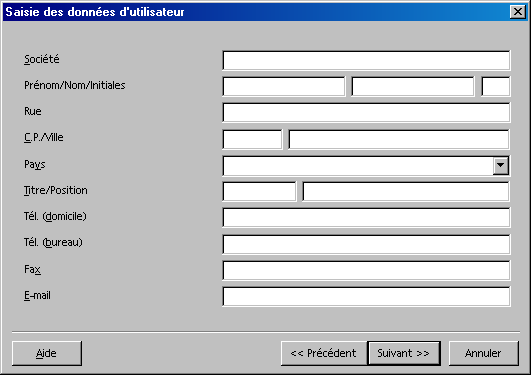 Saisie des données d'utilisateur
Société
Prénom/Nom/Initiales
Rue
C.P./Ville
Pays
Titre/Position
Tél. (domicile)
Tél. (bureau)
Fax
E-mail
Aide << Précédent Suivant >> Annuler